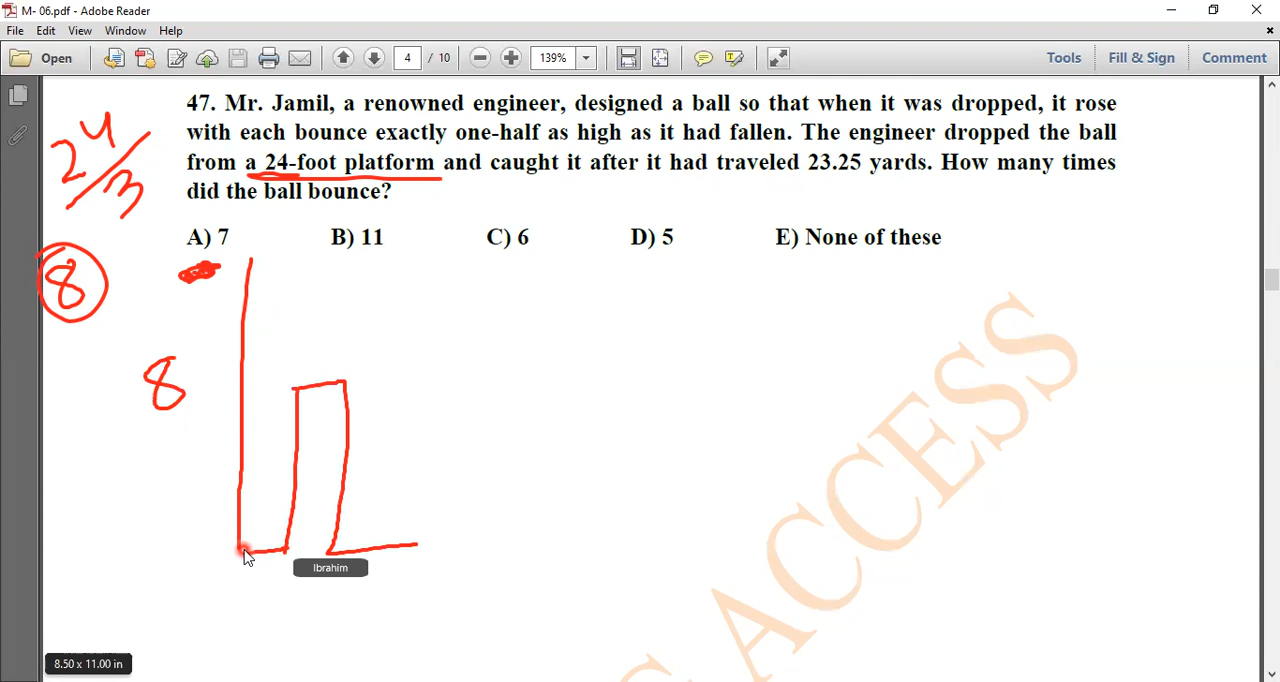 M- 06.pdf - Adobe Reader
File Edit View Window Help
Open 4 / 10 139% Tools Fill & Sign Comment
47. Mr. Jamil, a renowned engineer, designed a ball so that when it was dropped, it rose
with each bounce exactly one-half as high as it had fallen. The engineer dropped the ball
from a 24-foot platform and caught it after it had traveled 23.25 yards. How many times
did the ball bounce?
A) 7 B) 11 C) 6 D) 5 E) None of these
24/3
8
8
Ibrahim
ACCESS
ACCESS
8.50 x 11.00 in